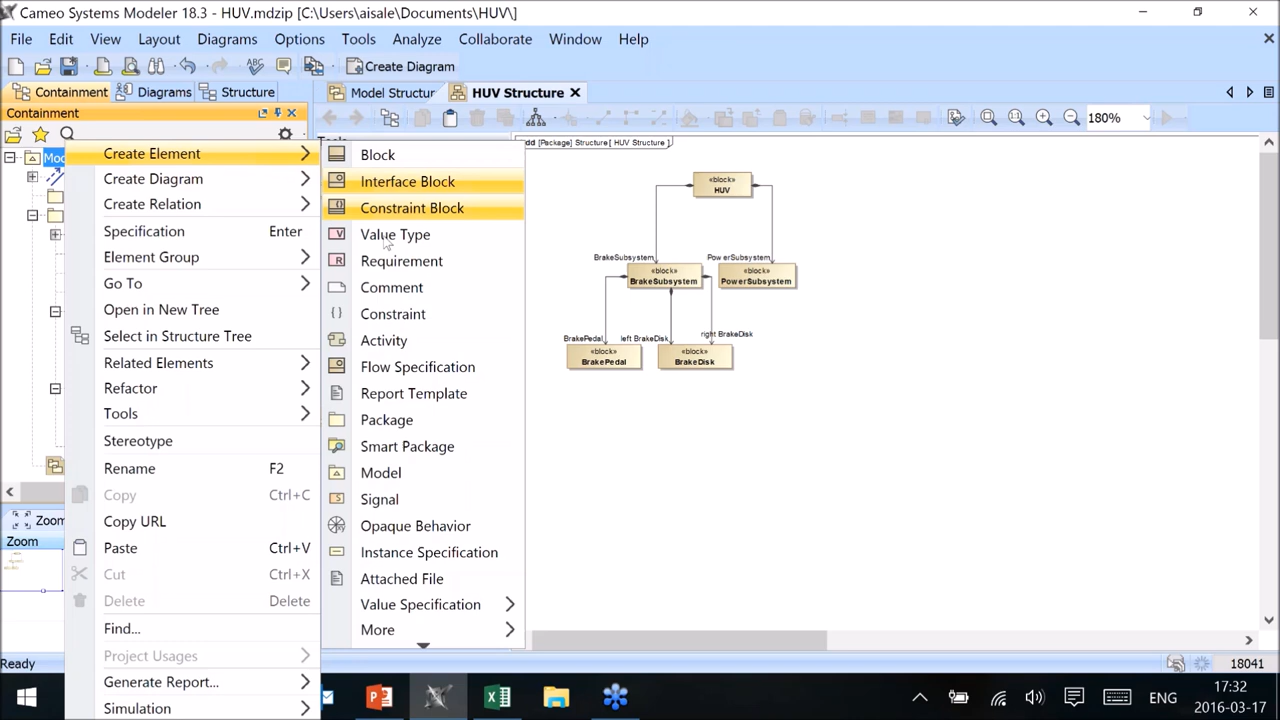 Cameo Systems Modeler 18.3 - HUV.mdzip [C:\Users\aisale\Documents\HUV\]
File Edit View Layout Diagrams Options Tools Analyze Collaborate Window Help
Create Diagram
Containment Diagrams Structure
Model Structur HUV Structure
Containment
180%
Mod
Create Element
Create Diagram
Create Relation
Specification Enter
Element Group
Go To
Open in New Tree
Select in Structure Tree
Related Elements
Refactor
Tools
Stereotype
Rename F2
Copy Ctrl+C
Copy URL
Paste Ctrl+V
Cut Ctrl+X
Delete Delete
Find...
Project Usages
Generate Report...
Simulation
Block
Interface Block
Constraint Block
Value Type
Requirement
Comment
Constraint
Activity
Flow Specification
Report Template
Package
Smart Package
Model
Signal
Opaque Behavior
Instance Specification
Attached File
Value Specification
More
dd [Package] Structure[ HUV Structure ]
«block»
HUV
BrakeSubsystem
PowerSubsystem
«block»
BrakeSubsystem
«block»
PowerSubsystem
BrakePedal
left BrakeDisk
right BrakeDisk
«block»
BrakePedal
«block»
BrakeDisk
Zoom
Zoom
Ready
18041
ENG
17:32
2016-03-17